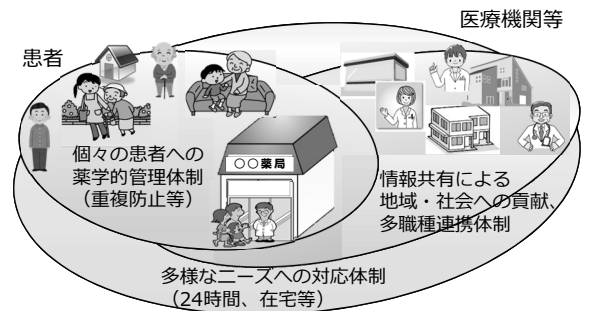 医療機関等
患者
個々の患者への
薬学的管理体制
（重複防止等）
○○薬局
情報共有による
地域・社会への貢献、
多職種連携体制
多様なニーズへの対応体制
（24時間、在宅等）